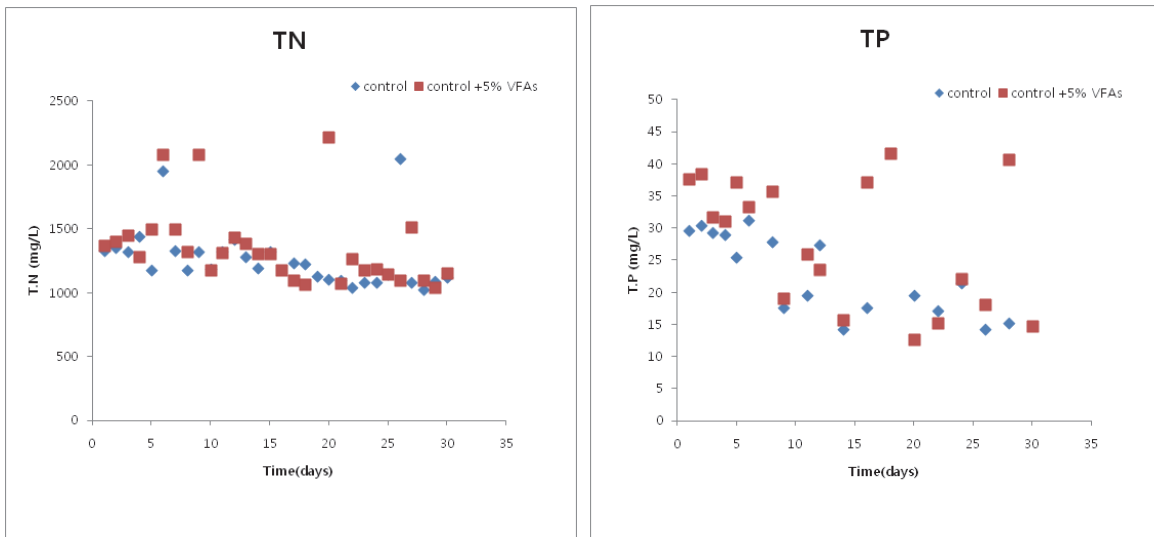 TN
control control +5% VFAs
2500
2000
1500
1000
500
0
0 5 10 15 20 25 30 35
Time(days)
T.N (mg/L)
TP
control control +5% VFAs
50
45
40
35
30
25
20
15
10
5
0
0 5 10 15 20 25 30 35
Time(days)
T.P (mg/L)